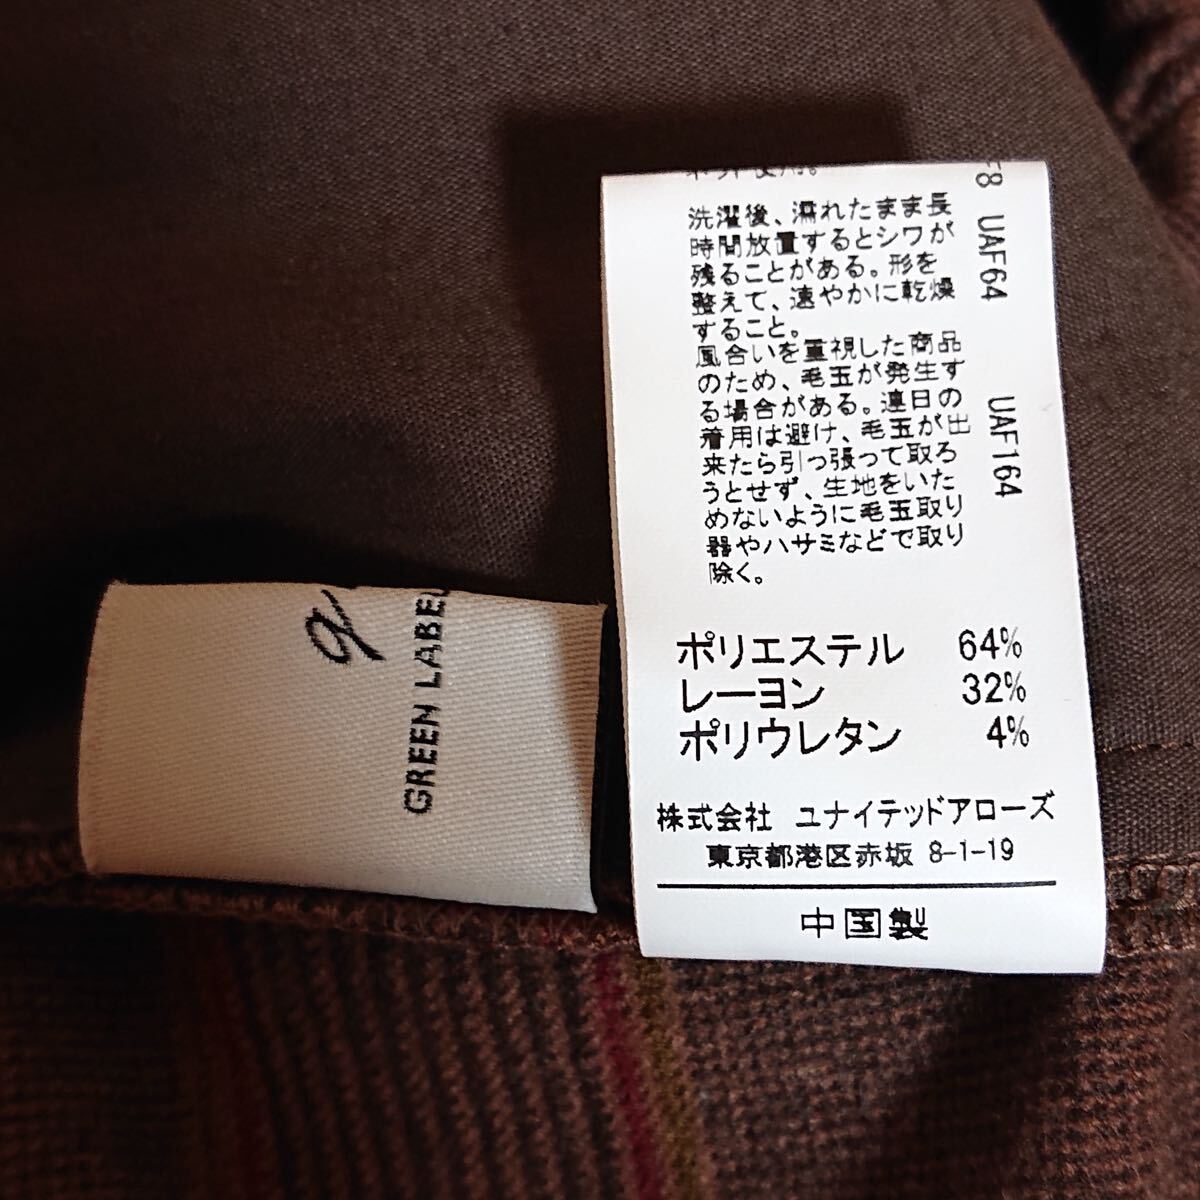 洗濯後、濡れたまま長
時間放置するとシワが
残ることがある。形を
整えて、速やかに乾燥
すること。
風合いを重視した商品
のため、毛玉が発生す
る場合がある。連日の
着用は避け、毛玉が出
来たら引っ張って取ろ
うとせず、生地をいた
めないように毛玉取り
器やハサミなどで取り
除く。
UAF64
UAF164
ポリエステル 64%
レーヨン 32%
ポリウレタン 4%
株式会社 ユナイテッドアローズ
東京都港区赤坂 8-1-19
中国製
GREEN LABEL